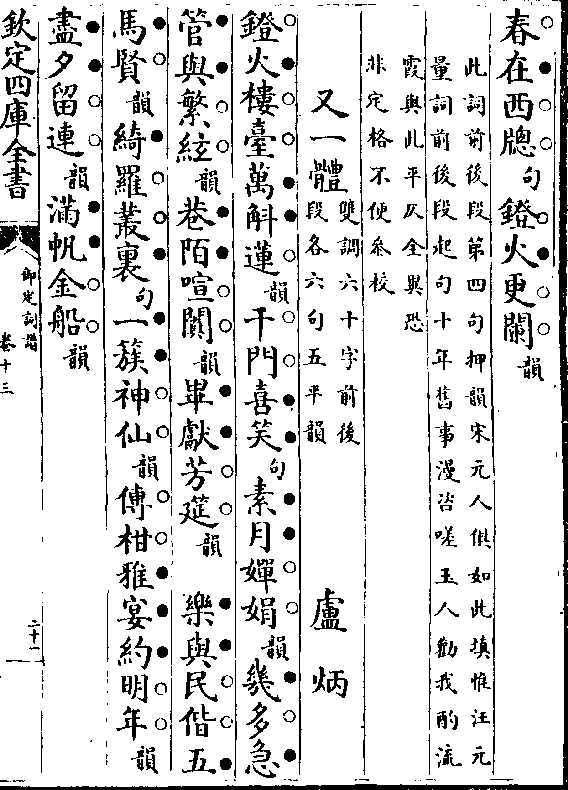 春在西牕句鐙火更闌韻
此詞前後段第四句押韻宋元人俱如此填惟汪元
量詞前後段起句十年舊事漫咨嗟玉人勸我酌流
霞與此平仄全異恐
非定格不便叅校
又一體雙調六十字前後
段各六句五平韻 盧炳
鐙火樓臺萬斛蓮韻千門喜笑句素月嬋娟韻幾多急
管與繁絃韻巷陌喧闐韻畢獻芳筵韻 樂與民偕五
馬賢韻綺羅叢裏句一簇神仙韻傳柑雅宴約明年韻
盡夕留連韻滿帆金船韻
欽定四庫全書 御定詞譜 卷十三 二十一